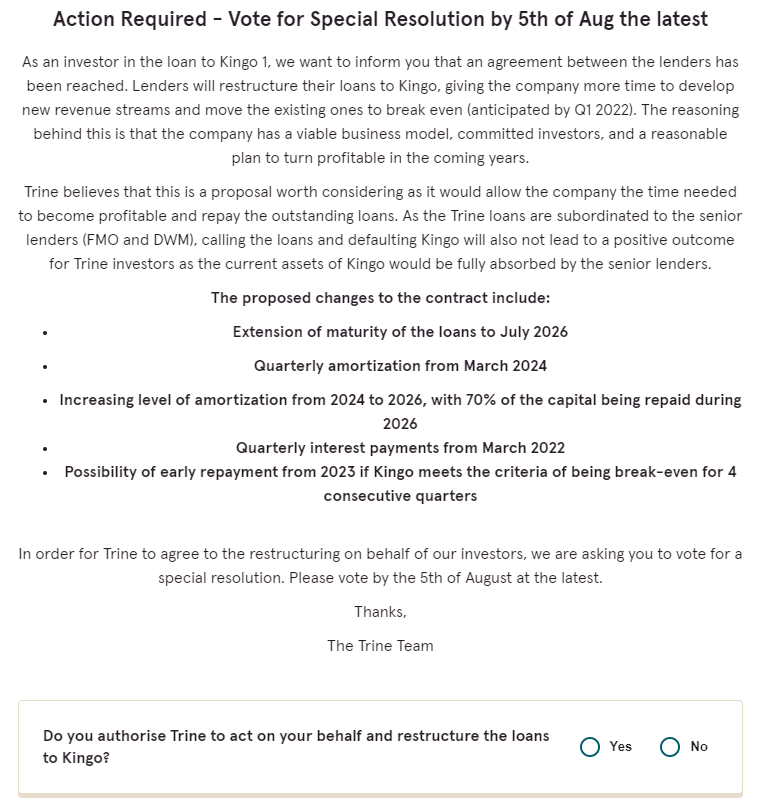 Action Required - Vote for Special Resolution by 5th of Aug the latest
As an investor in the loan to Kingo 1, we want to inform you that an agreement between the lenders has
been reached. Lenders will restructure their loans to Kingo, giving the company more time to develop
new revenue streams and move the existing ones to break even (anticipated by Q1 2022). The reasoning
behind this is that the company has a viable business model, committed investors, and a reasonable
plan to turn profitable in the coming years.
Trine believes that this is a proposal worth considering as it would allow the company the time needed
to become profitable and repay the outstanding loans. As the Trine loans are subordinated to the senior
lenders (FMO and DWM), calling the loans and defaulting Kingo will also not lead to a positive outcome
for Trine investors as the current assets of Kingo would be fully absorbed by the senior lenders.
The proposed changes to the contract include:
• Extension of maturity of the loans to July 2026
• Quarterly amortization from March 2024
• Increasing level of amortization from 2024 to 2026, with 70% of the capital being repaid during
2026
• Quarterly interest payments from March 2022
• Possibility of early repayment from 2023 if Kingo meets the criteria of being break-even for 4
consecutive quarters
In order for Trine to agree to the restructuring on behalf of our investors, we are asking you to vote for a
special resolution. Please vote by the 5th of August at the latest.
Thanks,
The Trine Team
Do you authorise Trine to act on your behalf and restructure the loans
to Kingo?
Yes No